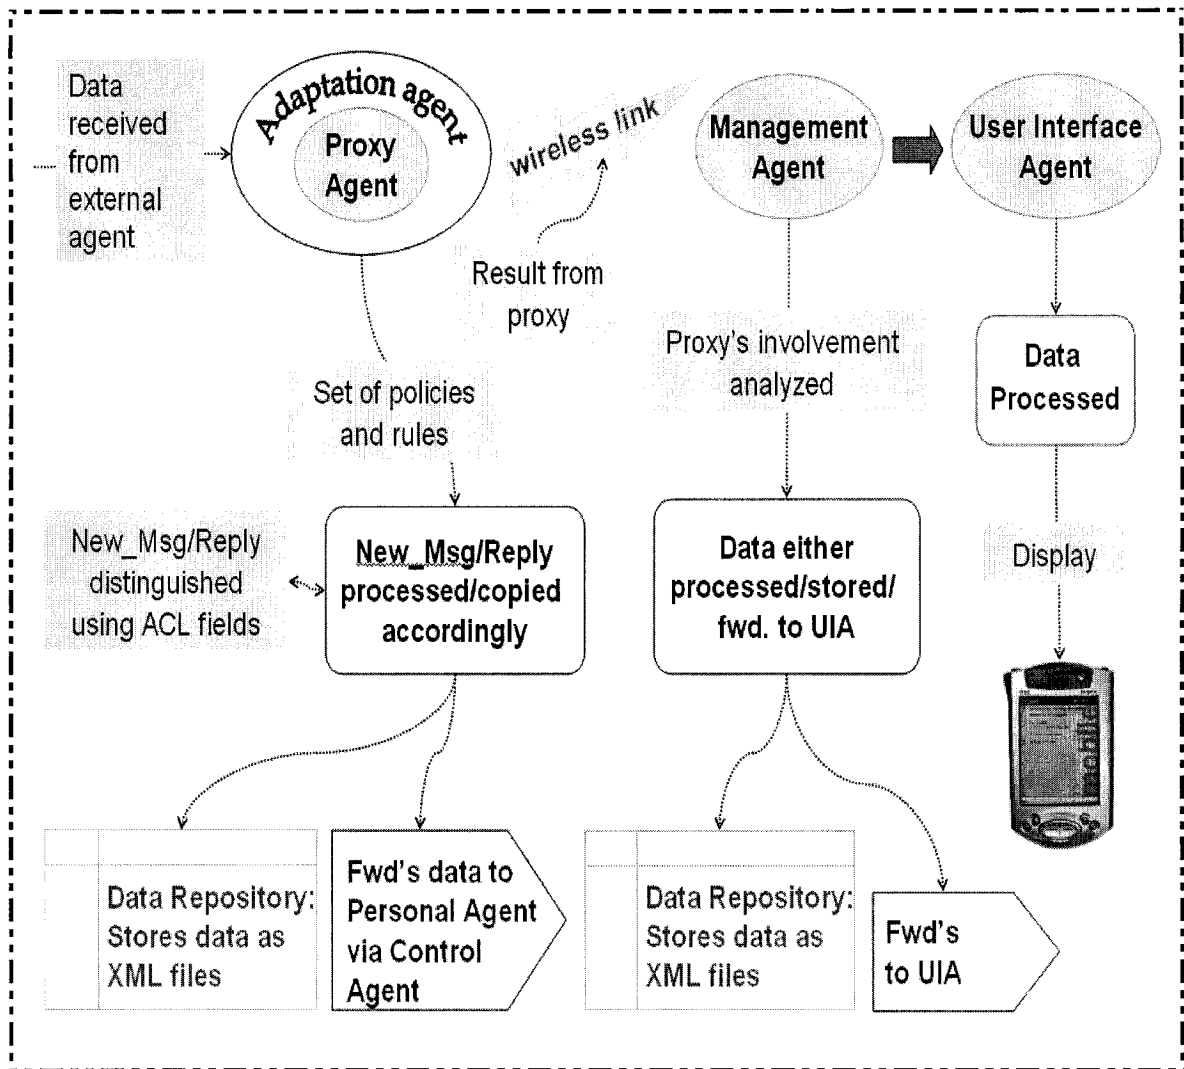 Data
received
from
external
agent
Adaptation agent
Proxy
Agent
wireless link
Result from
proxy
Management
Agent
User Interface
Agent
Set of policies
and rules
Proxy's involvement
analyzed
Data
Processed
New_Msg/Reply
distinguished
using ACL fields
New_Msg/Reply
processed/copied
accordingly
Data either
processed/stored/
fwd. to UIA
Display
mobile
Data Repository:
Stores data as
XML files
Fwd's data to
Personal Agent
via Control
Agent
Data Repository:
Stores data as
XML files
Fwd's
to UIA